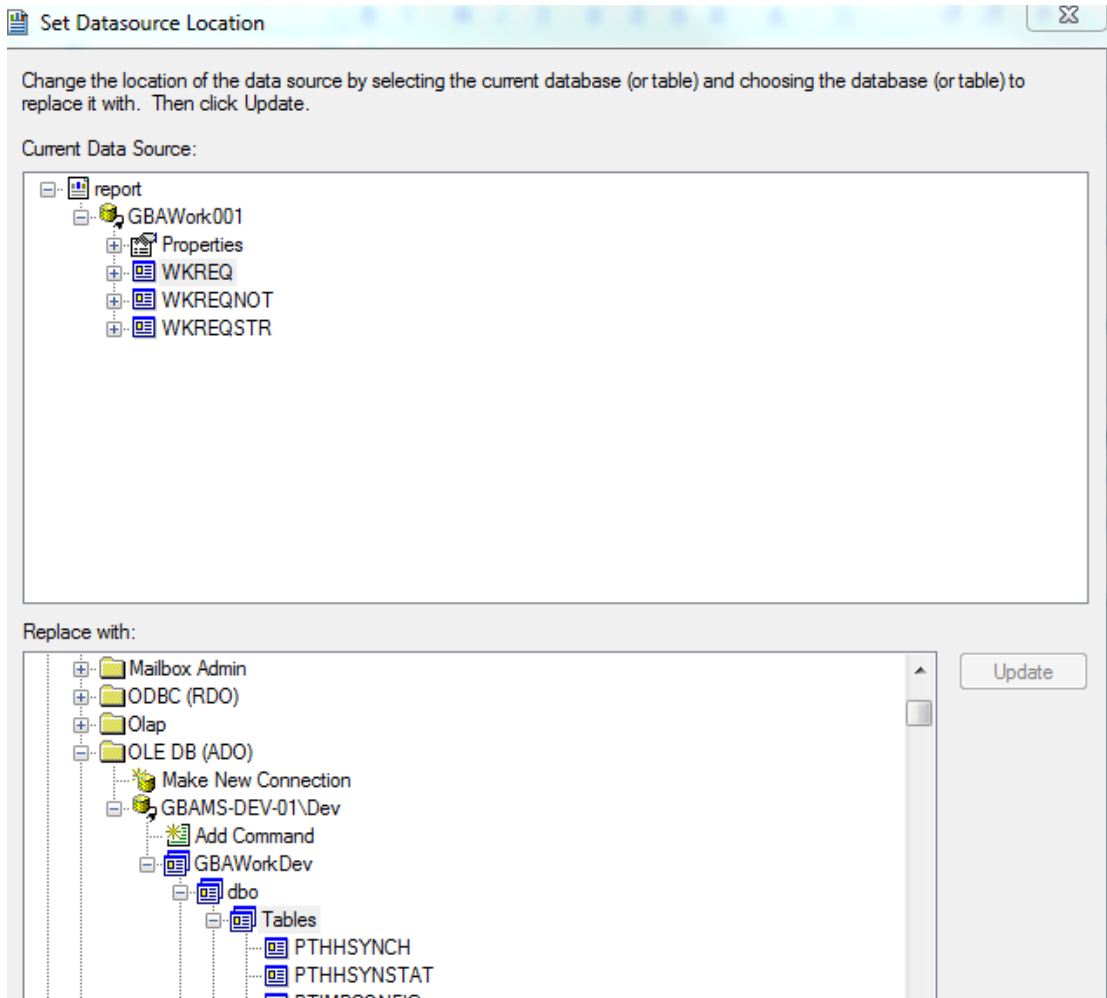 Set Datasource Location
Change the location of the data source by selecting the current database (or table) and choosing the database (or table) to
replace it with. Then click Update.
Current Data Source:
report
GBAWork001
Properties
WKREQ
WKREQNOT
WKREQSTR
Replace with:
Mailbox Admin
Update
ODBC (RDO)
Olap
OLE DB (ADO)
Make New Connection
GBAMS-DEV-01\Dev
Add Command
GBAWorkDev
dbo
Tables
PTHHSYNCH
PTHHSYNSTAT